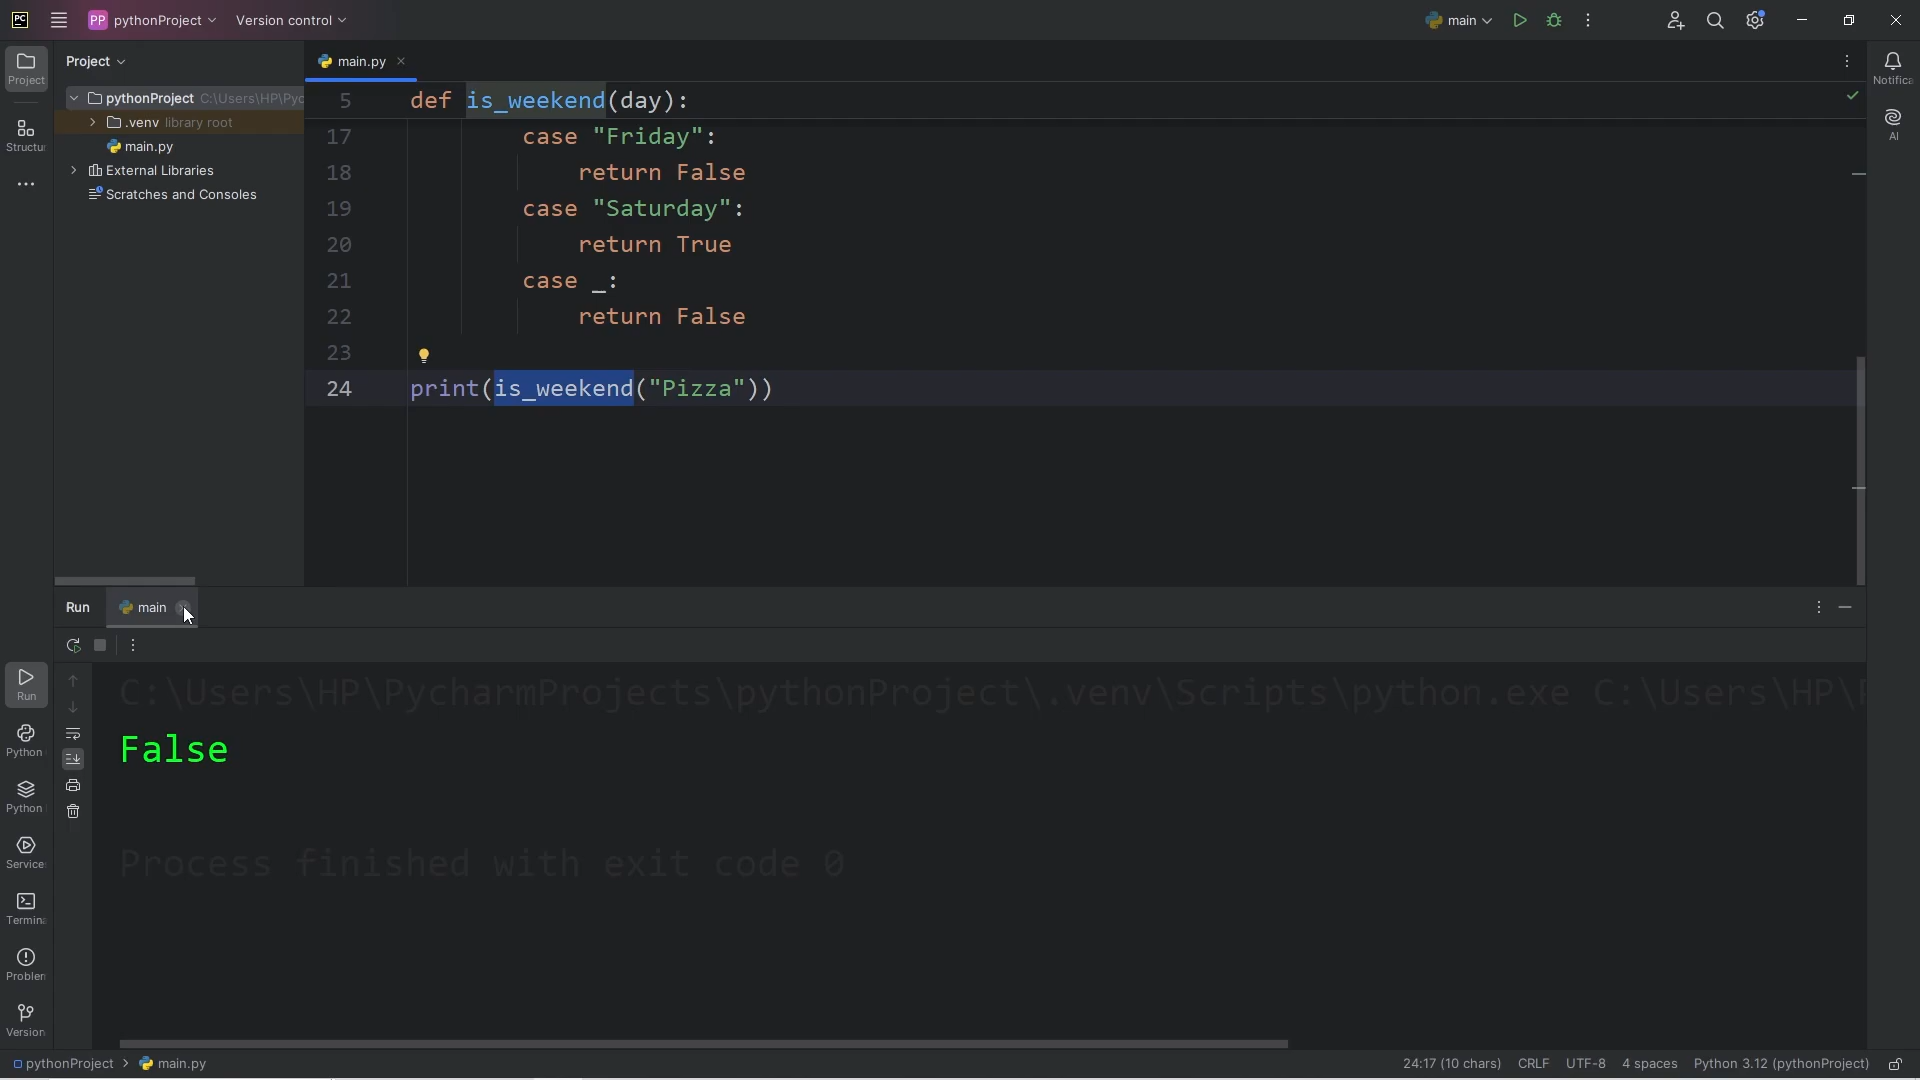 PC
PP pythonProject Version control main
Project
main.py
Project
Notifica
pythonProject C:\Users\HP\Pyc
.venv library root
main.py
External Libraries
Scratches and Consoles
Structur
AI
5 def is_weekend(day):
17 case "Friday":
18 return False
19 case "Saturday":
20 return True
21 case _:
22 return False
23
24 print(is_weekend("Pizza"))
Run main
C:\Users\HP\PycharmProjects\pythonProject\.venv\Scripts\python.exe C:\Users\HP\
False
Process finished with exit code 0
Run
Python
Python
Service
Termina
Problem
Version
pythonProject > main.py
24:17 (10 chars) CRLF UTF-8 4 spaces Python 3.12 (pythonProject)